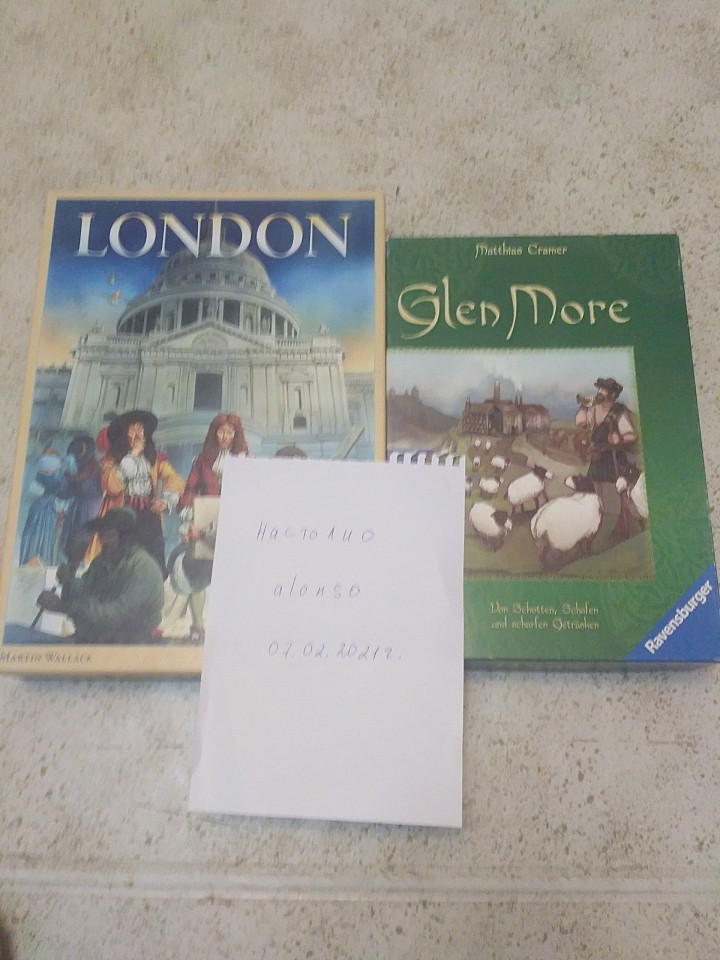 LONDON
MARTIN WALLACE
Matthias Cramer
Glen More
Von Schotten, Schafen
und scharfen Getränken
Ravensburger
Настолио
alonso
07.02.2021г.